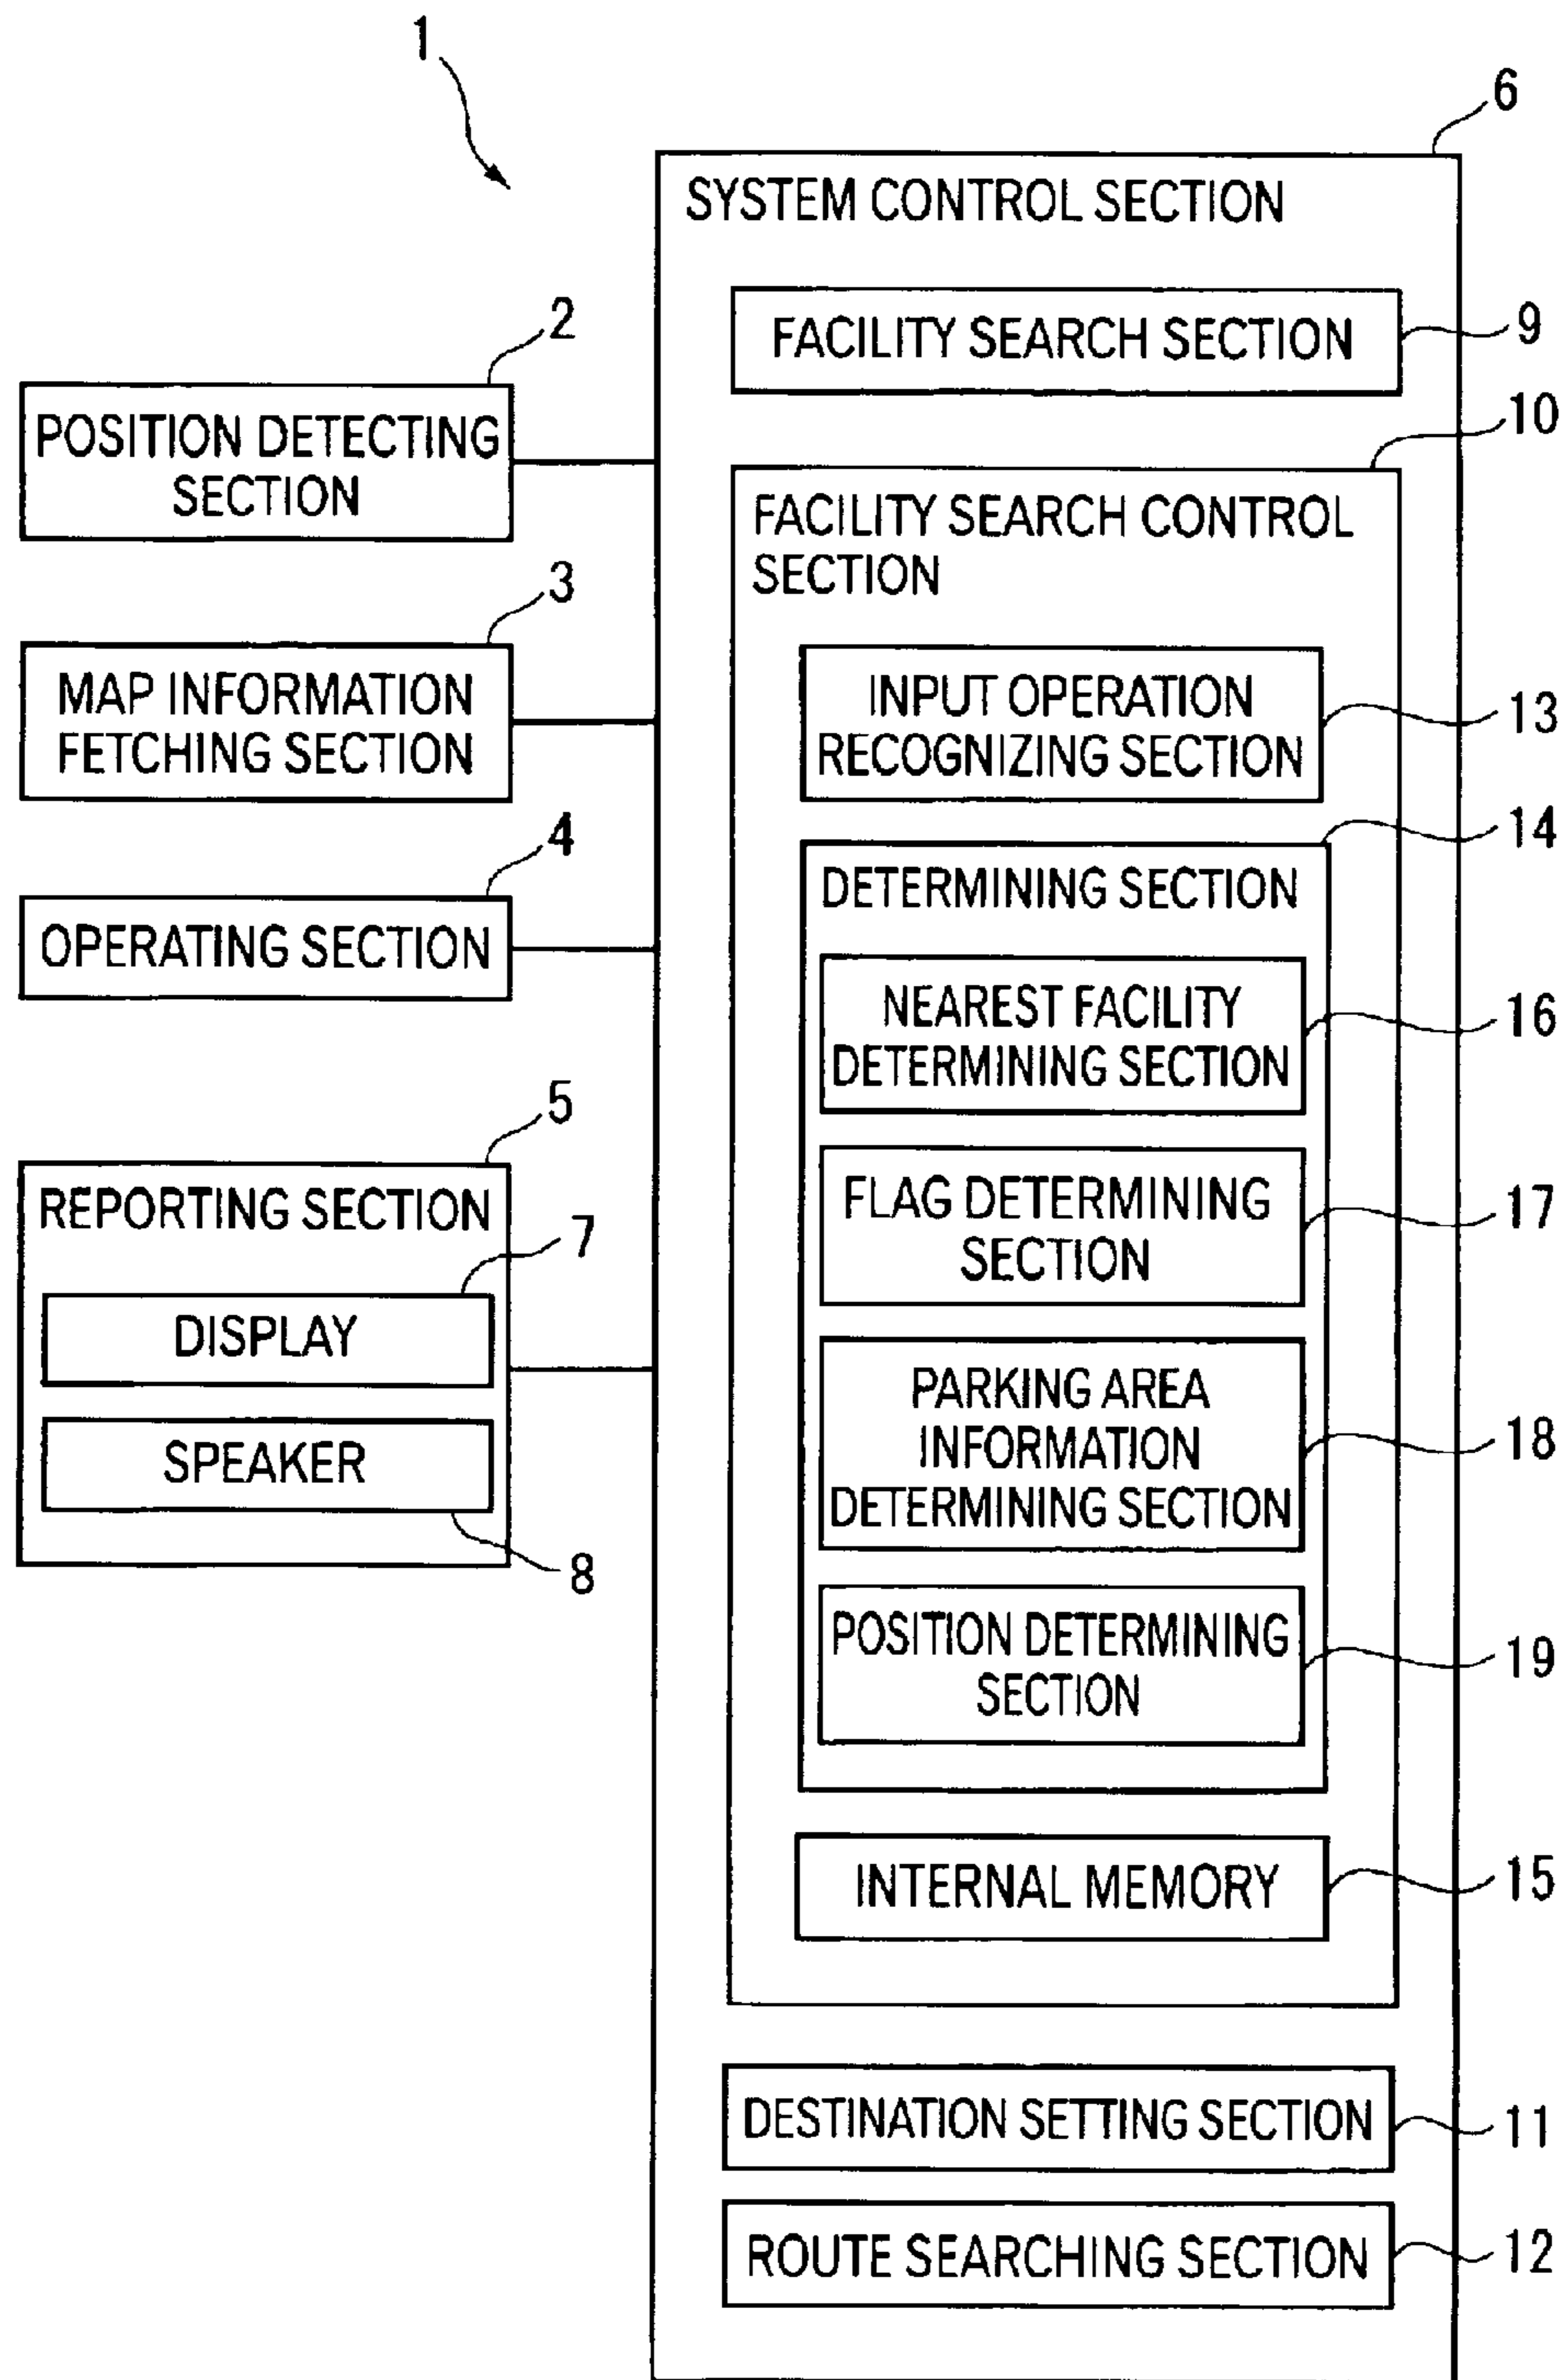 1
6
SYSTEM CONTROL SECTION
FACILITY SEARCH SECTION
9
2
POSITION DETECTING
SECTION
10
FACILITY SEARCH CONTROL
SECTION
3
MAP INFORMATION
FETCHING SECTION
INPUT OPERATION
RECOGNIZING SECTION
13
4
OPERATING SECTION
14
DETERMINING SECTION
NEAREST FACILITY
DETERMINING SECTION
16
5
REPORTING SECTION
7
DISPLAY
SPEAKER
8
FLAG DETERMINING
SECTION
17
PARKING AREA
INFORMATION
DETERMINING SECTION
18
POSITION DETERMINING
SECTION
19
INTERNAL MEMORY
15
DESTINATION SETTING SECTION
11
ROUTE SEARCHING SECTION
12